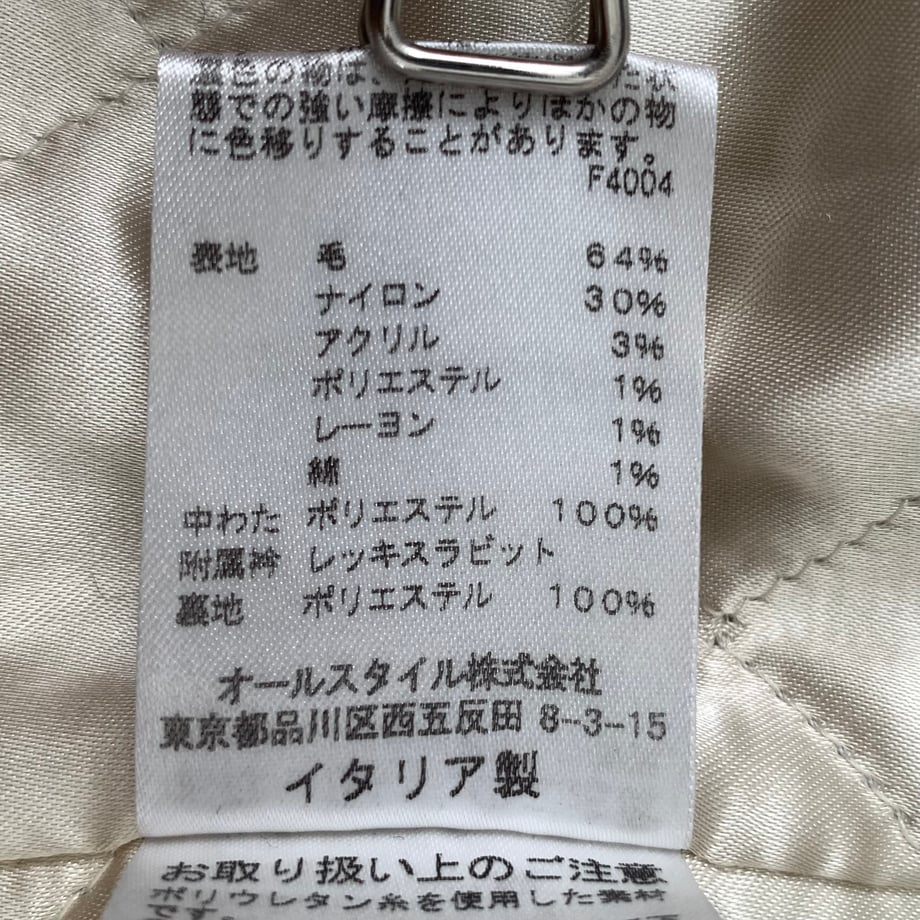 色の物は、
態での強い摩擦によりほかの物
に色移りすることがあります。
F4004
表地 毛 64%
ナイロン 30%
アクリル 3%
ポリエステル 1%
レーヨン 1%
綿 1%
中わた ポリエステル 100%
附属衿 レッキスラビット
裏地 ポリエステル 100%
オールスタイル株式会社
東京都品川区西五反田 8-3-15
イタリア製
お取り扱い上のご注意
ポリウレタン糸を使用した素材
です。